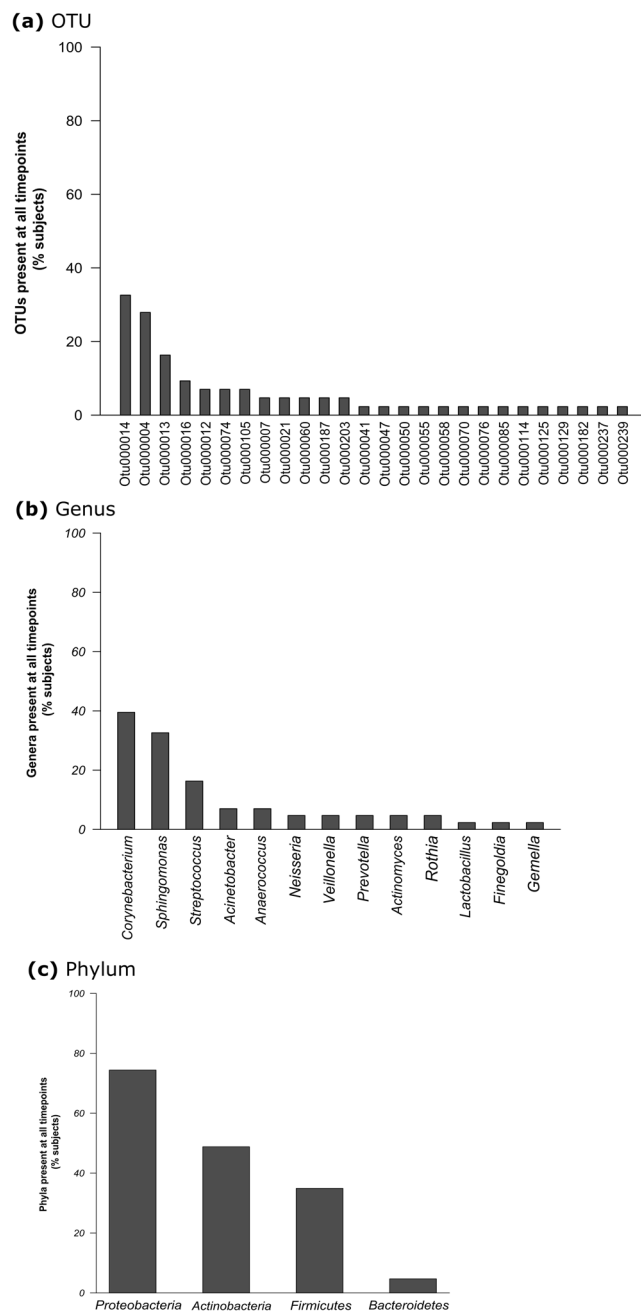 (a) OTU
100
80
60
40
20
0
OTUs present at all timepoints
(% subjects)
Otu000014
Otu000004
Otu000013
Otu000016
Otu000012
Otu000074
Otu000105
Otu000007
Otu000021
Otu000060
Otu000187
Otu000203
Otu000041
Otu000047
Otu000050
Otu000055
Otu000058
Otu000070
Otu000076
Otu000085
Otu000114
Otu000125
Otu000129
Otu000182
Otu000237
Otu000239
(b) Genus
100
80
60
40
20
0
Genera present at all timepoints
(% subjects)
Corynebacterium
Sphingomonas
Streptococcus
Acinetobacter
Anaerococcus
Neisseria
Veillonella
Prevotella
Actinomyces
Rothia
Lactobacillus
Finegoldia
Gemella
(c) Phylum
100
80
60
40
20
0
Phyla present at all timepoints
(% subjects)
Proteobacteria
Actinobacteria
Firmicutes
Bacteroidetes